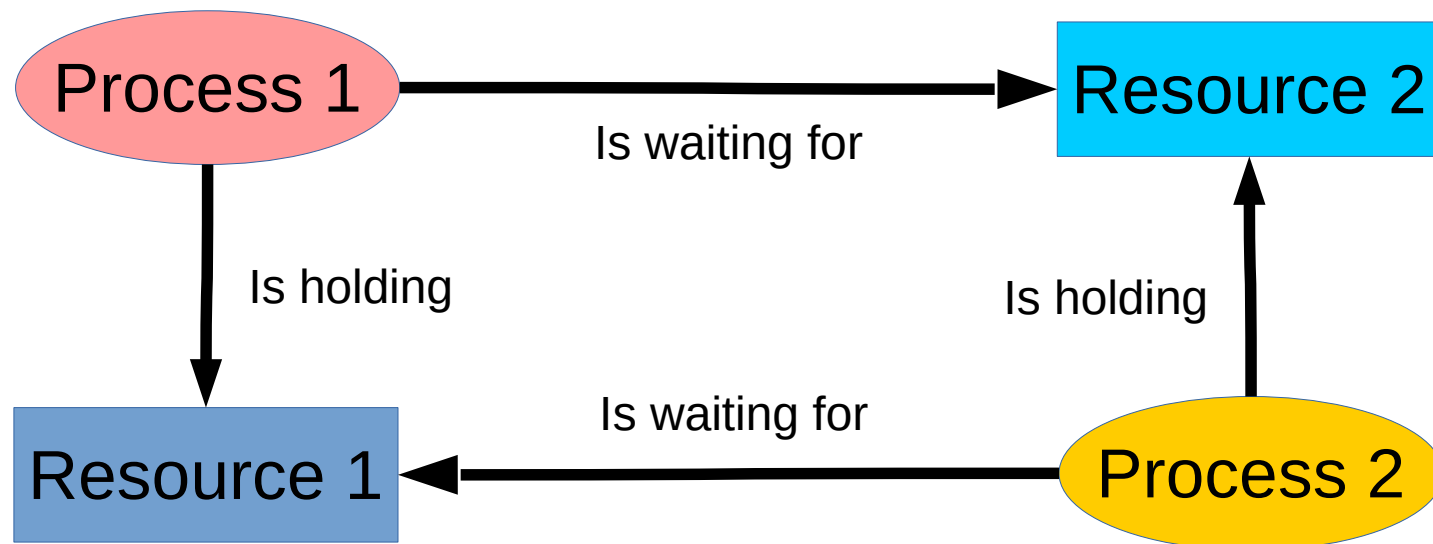 Process 1
Resource 2
Is waiting for
Is holding
Is holding
Is waiting for
Resource 1
Process 2